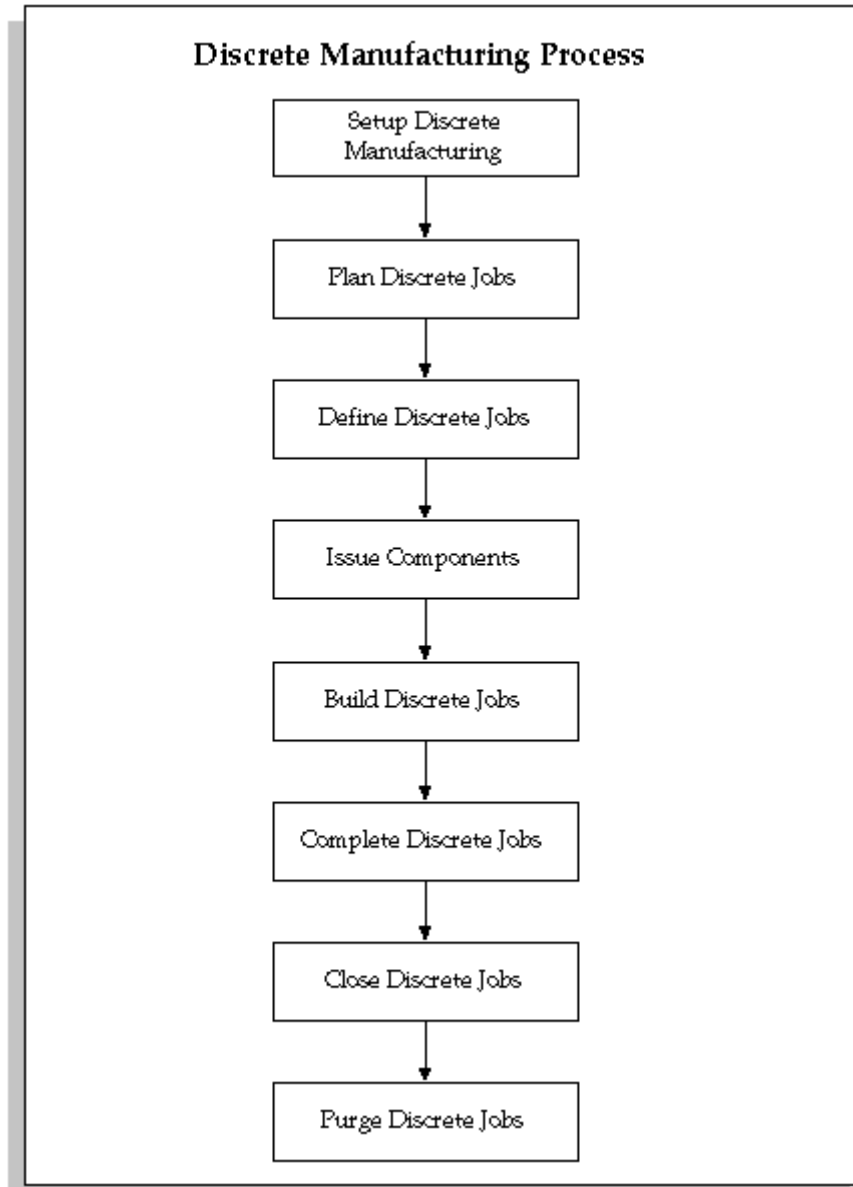 Discrete Manufacturing Process
Setup Discrete
Manufacturing
Plan Discrete Jobs
Define Discrete Jobs
Issue Components
Build Discrete Jobs
Complete Discrete Jobs
Close Discrete Jobs
Purge Discrete Jobs